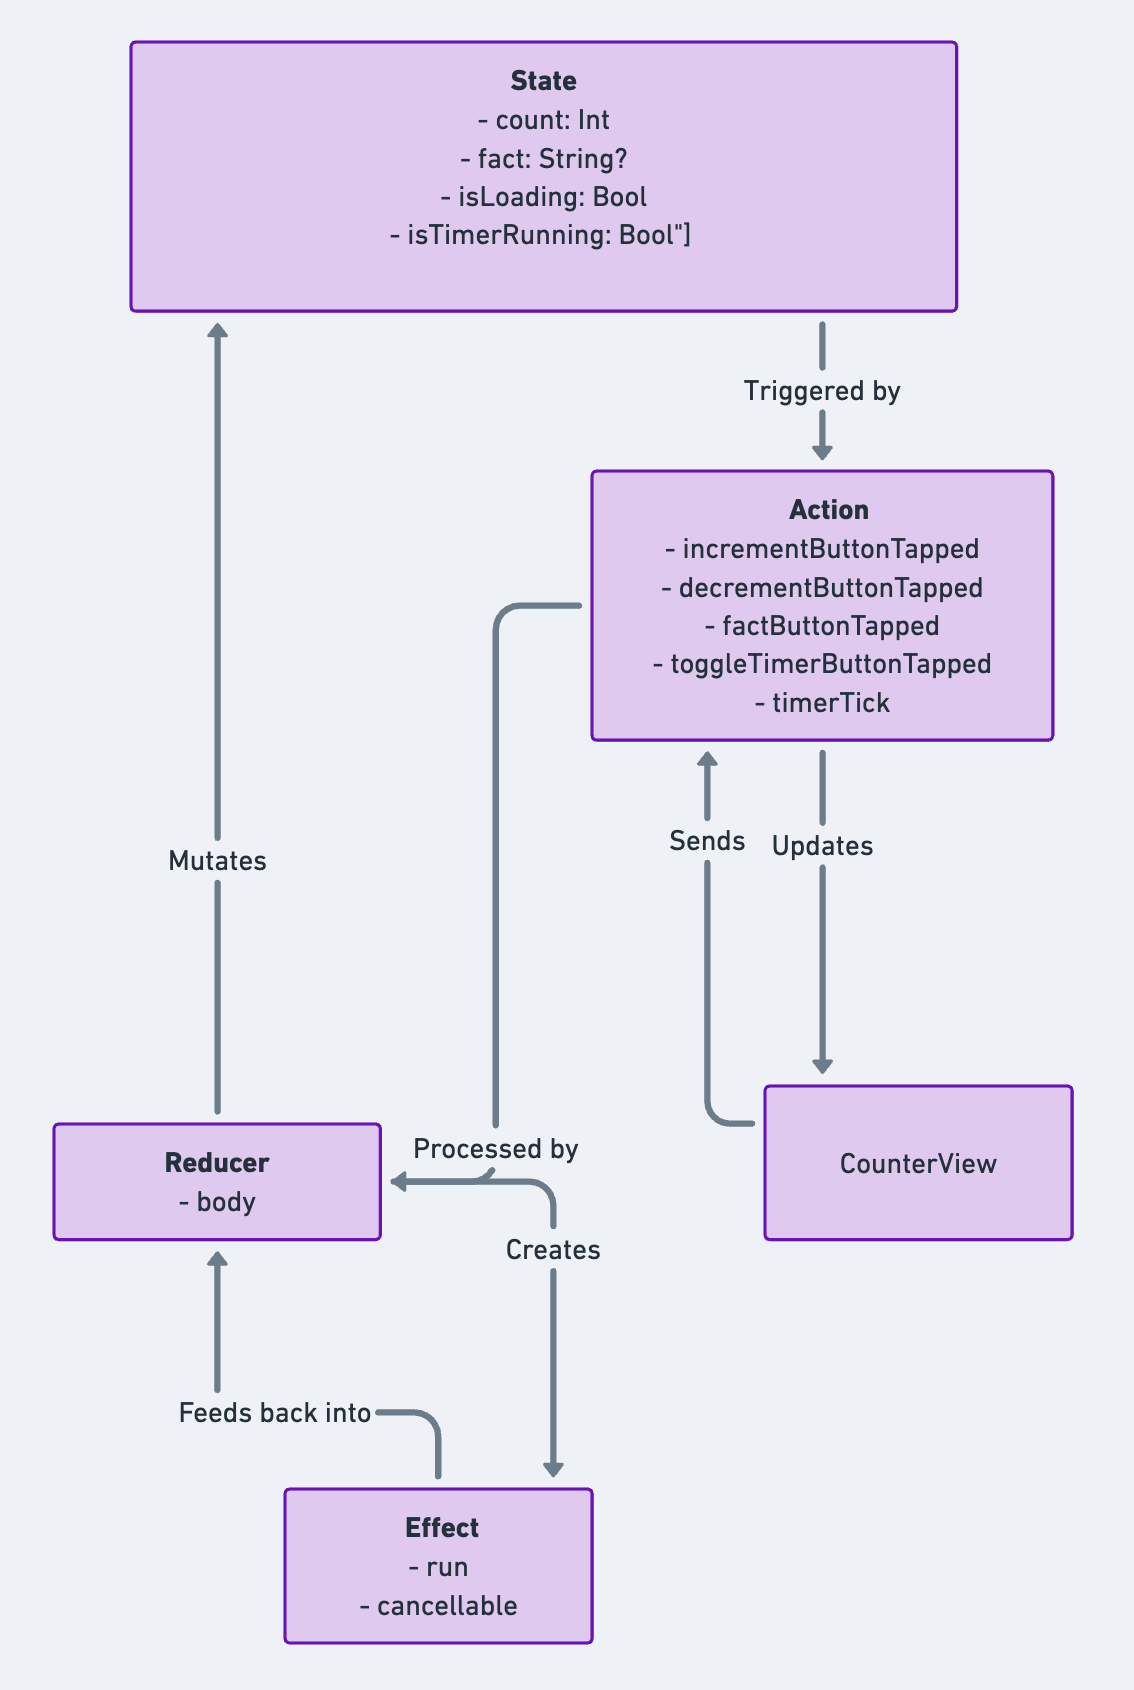 State
- count: Int
- fact: String?
- isLoading: Bool
- isTimerRunning: Bool"]
Triggered by
Action
- incrementButtonTapped
- decrementButtonTapped
- factButtonTapped
- toggleTimerButtonTapped
- timerTick
Sends
Updates
Mutates
Processed by
Reducer
- body
CounterView
Creates
Feeds back into
Effect
- run
- cancellable